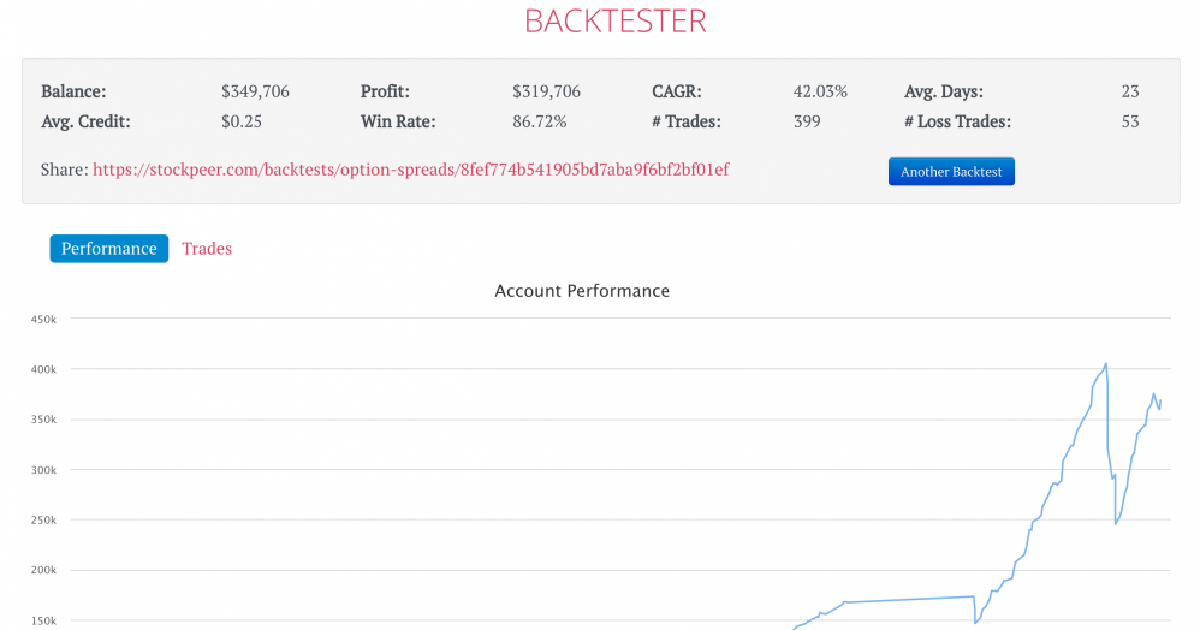 BACKTESTER
Balance: $349,706 Profit: $319,706 CAGR: 42.03% Avg. Days: 23
Avg. Credit: $0.25 Win Rate: 86.72% # Trades: 399 # Loss Trades: 53
Share: https://stockpeer.com/backtests/option-spreads/8fef774b541905bd7aba9f6bf2bf01ef Another Backtest
Performance Trades
Account Performance
450k
400k
350k
300k
250k
200k
150k